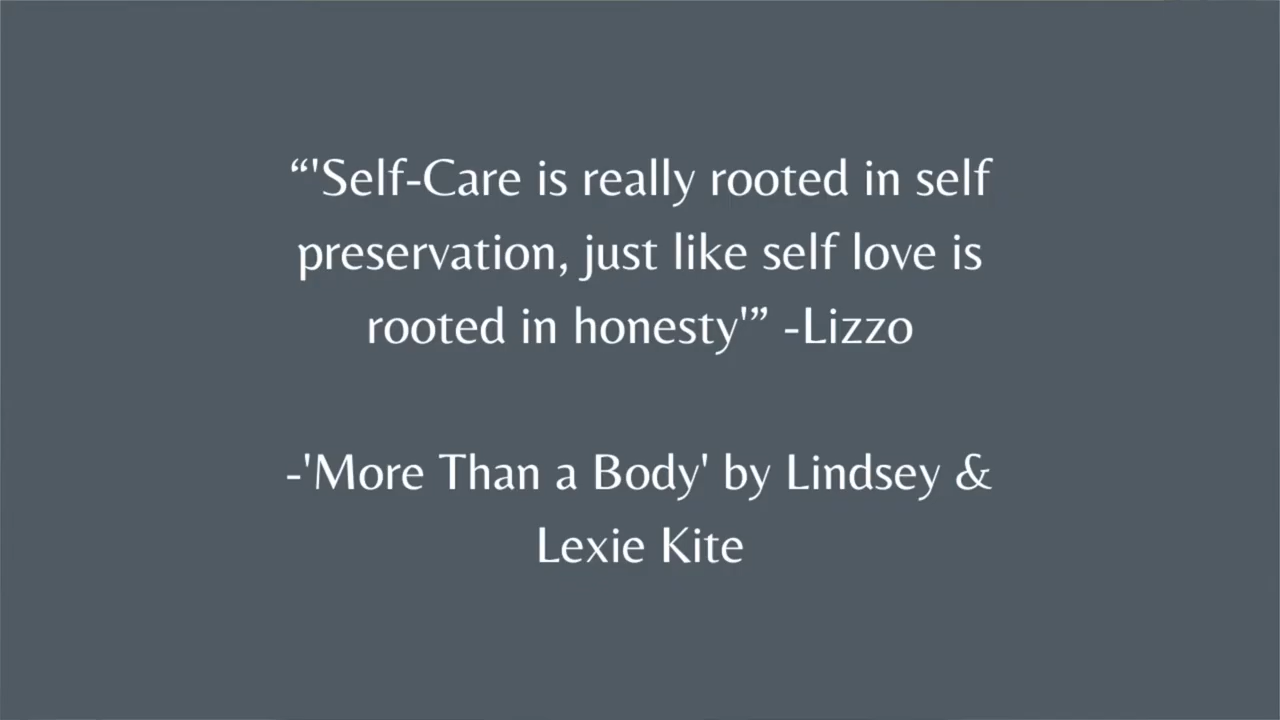 “'Self-Care is really rooted in self
preservation, just like self love is
rooted in honesty'” -Lizzo
-'More Than a Body' by Lindsey &
Lexie Kite